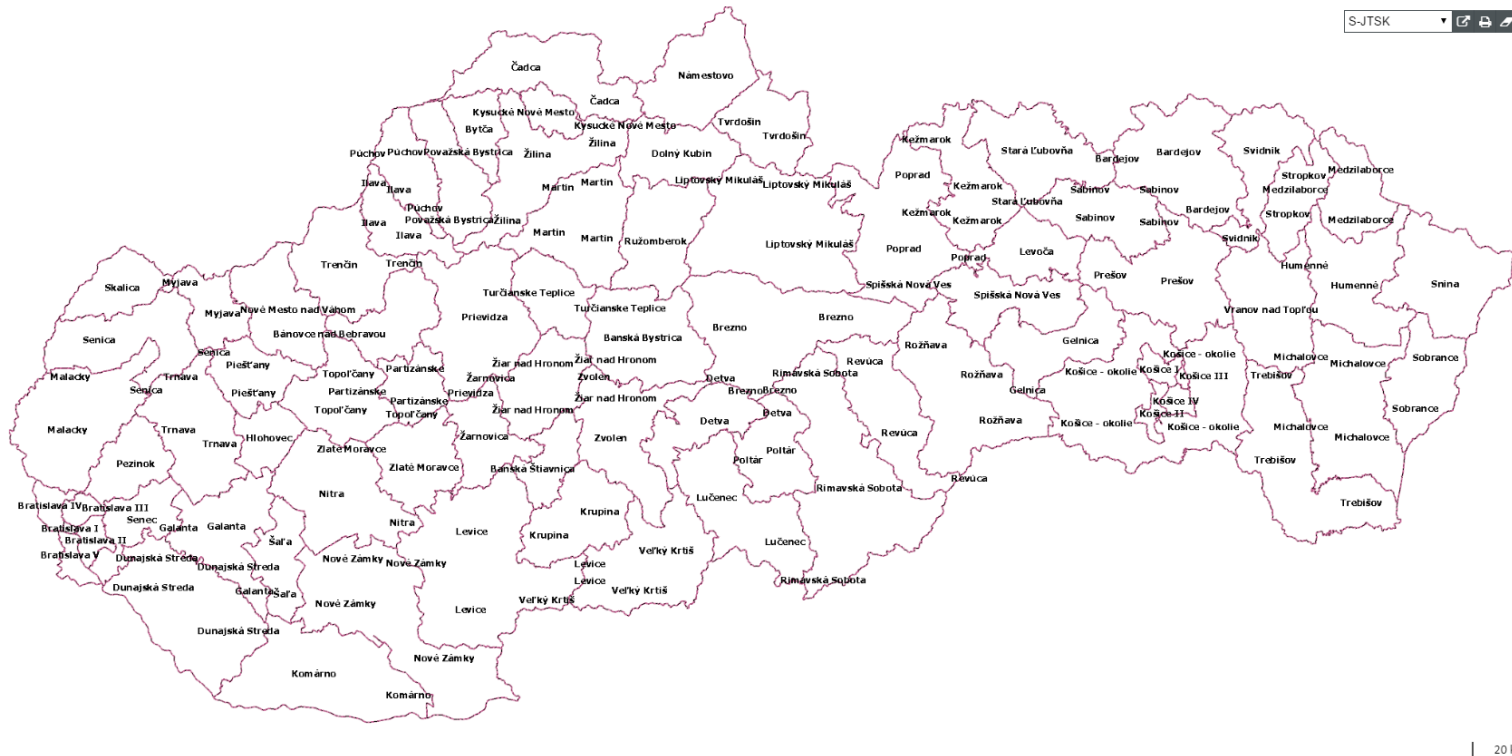 S-JTSK
Čadca
Námestovo
Čadca
Kysucké Nové Mesto
Kysucké Nové Mesto
Tvrdošín
Tvrdošín
Bytča
Žilina
Žilina
Púchov
Púchov
Považská Bystrica
Dolný Kubín
Kežmarok
Stará Ľubovňa
Bardejov
Bardejov
Svidník
Stropkov
Medzilaborce
Ilava
Ilava
Martin
Martin
Liptovský Mikuláš
Liptovský Mikuláš
Poprad
Kežmarok
Sabinov
Sabinov
Medzilaborce
Stará Ľubovňa
Púchov
Považská Bystrica
Žilina
Ilava
Ilava
Kežmarok
Kežmarok
Sabinov
Sabinov
Bardejov
Stropkov
Medzilaborce
Martin
Martin
Ružomberok
Liptovský Mikuláš
Poprad
Poprad
Levoča
Svidník
Trenčín
Trenčín
Prešov
Prešov
Humenné
Humenné
Snina
Skalica
Myjava
Turčianske Teplice
Turčianske Teplice
Spišská Nová Ves
Spišská Nová Ves
Myjava
Nové Mesto nad Váhom
Prievidza
Brezno
Brezno
Vranov nad Topľou
Senica
Bánovce nad Bebravou
Banská Bystrica
Rožňava
Gelnica
Senica
Piešťany
Žiar nad Hronom
Žiar nad Hronom
Revúca
Košice - okolie
Michalovce
Michalovce
Sobrance
Malacky
Trnava
Topoľčany
Partizánske
Žarnovica
Zvolen
Detva
Rimavská Sobota
Rožňava
Košice - okolie
Košice I
Košice III
Trebišov
Senica
Piešťany
Partizánske
Partizánske
Prievidza
Žiar nad Hronom
Brezno
Brezno
Gelnica
Košice IV
Topoľčany
Topoľčany
Žiar nad Hronom
Detva
Detva
Košice II
Sobrance
Malacky
Trnava
Trnava
Hlohovec
Žarnovica
Zvolen
Revúca
Rožňava
Košice - okolie
Košice - okolie
Michalovce
Michalovce
Pezinok
Zlaté Moravce
Zlaté Moravce
Banská Štiavnica
Poltár
Poltár
Trebišov
Nitra
Lučenec
Rimavská Sobota
Revúca
Trebišov
Bratislava IV
Bratislava III
Senec
Krupina
Bratislava I
Galanta
Galanta
Nitra
Levice
Bratislava II
Šaľa
Krupina
Lučenec
Bratislava V
Dunajská Streda
Dunajská Streda
Nové Zámky
Nové Zámky
Levice
Veľký Krtíš
Dunajská Streda
Galanta
Šaľa
Levice
Veľký Krtíš
Rimavská Sobota
Nové Zámky
Levice
Veľký Krtíš
Dunajská Streda
Nové Zámky
Komárno
Komárno
20